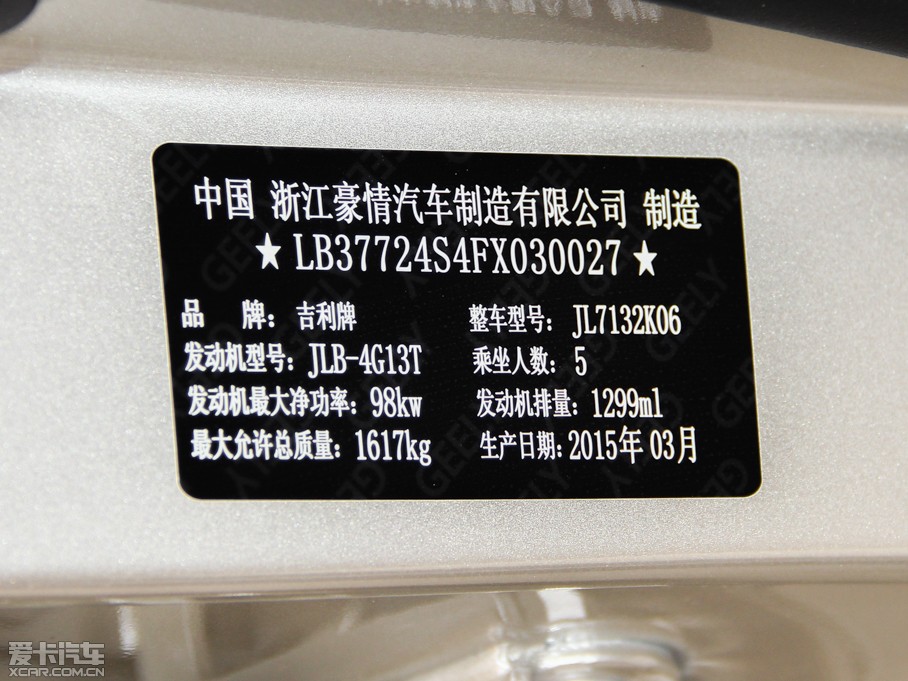 中国 浙江豪情汽车制造有限公司 制造
★LB37724S4FX030027★
品 牌：吉利牌 整车型号：JL7132K06
发动机型号：JLB-4G13T 乘坐人数：5
发动机最大净功率：98kw 发动机排量：1299ml
最大允许总质量：1617kg 生产日期：2015年 03月
爱卡汽车
XCAR.COM.CN